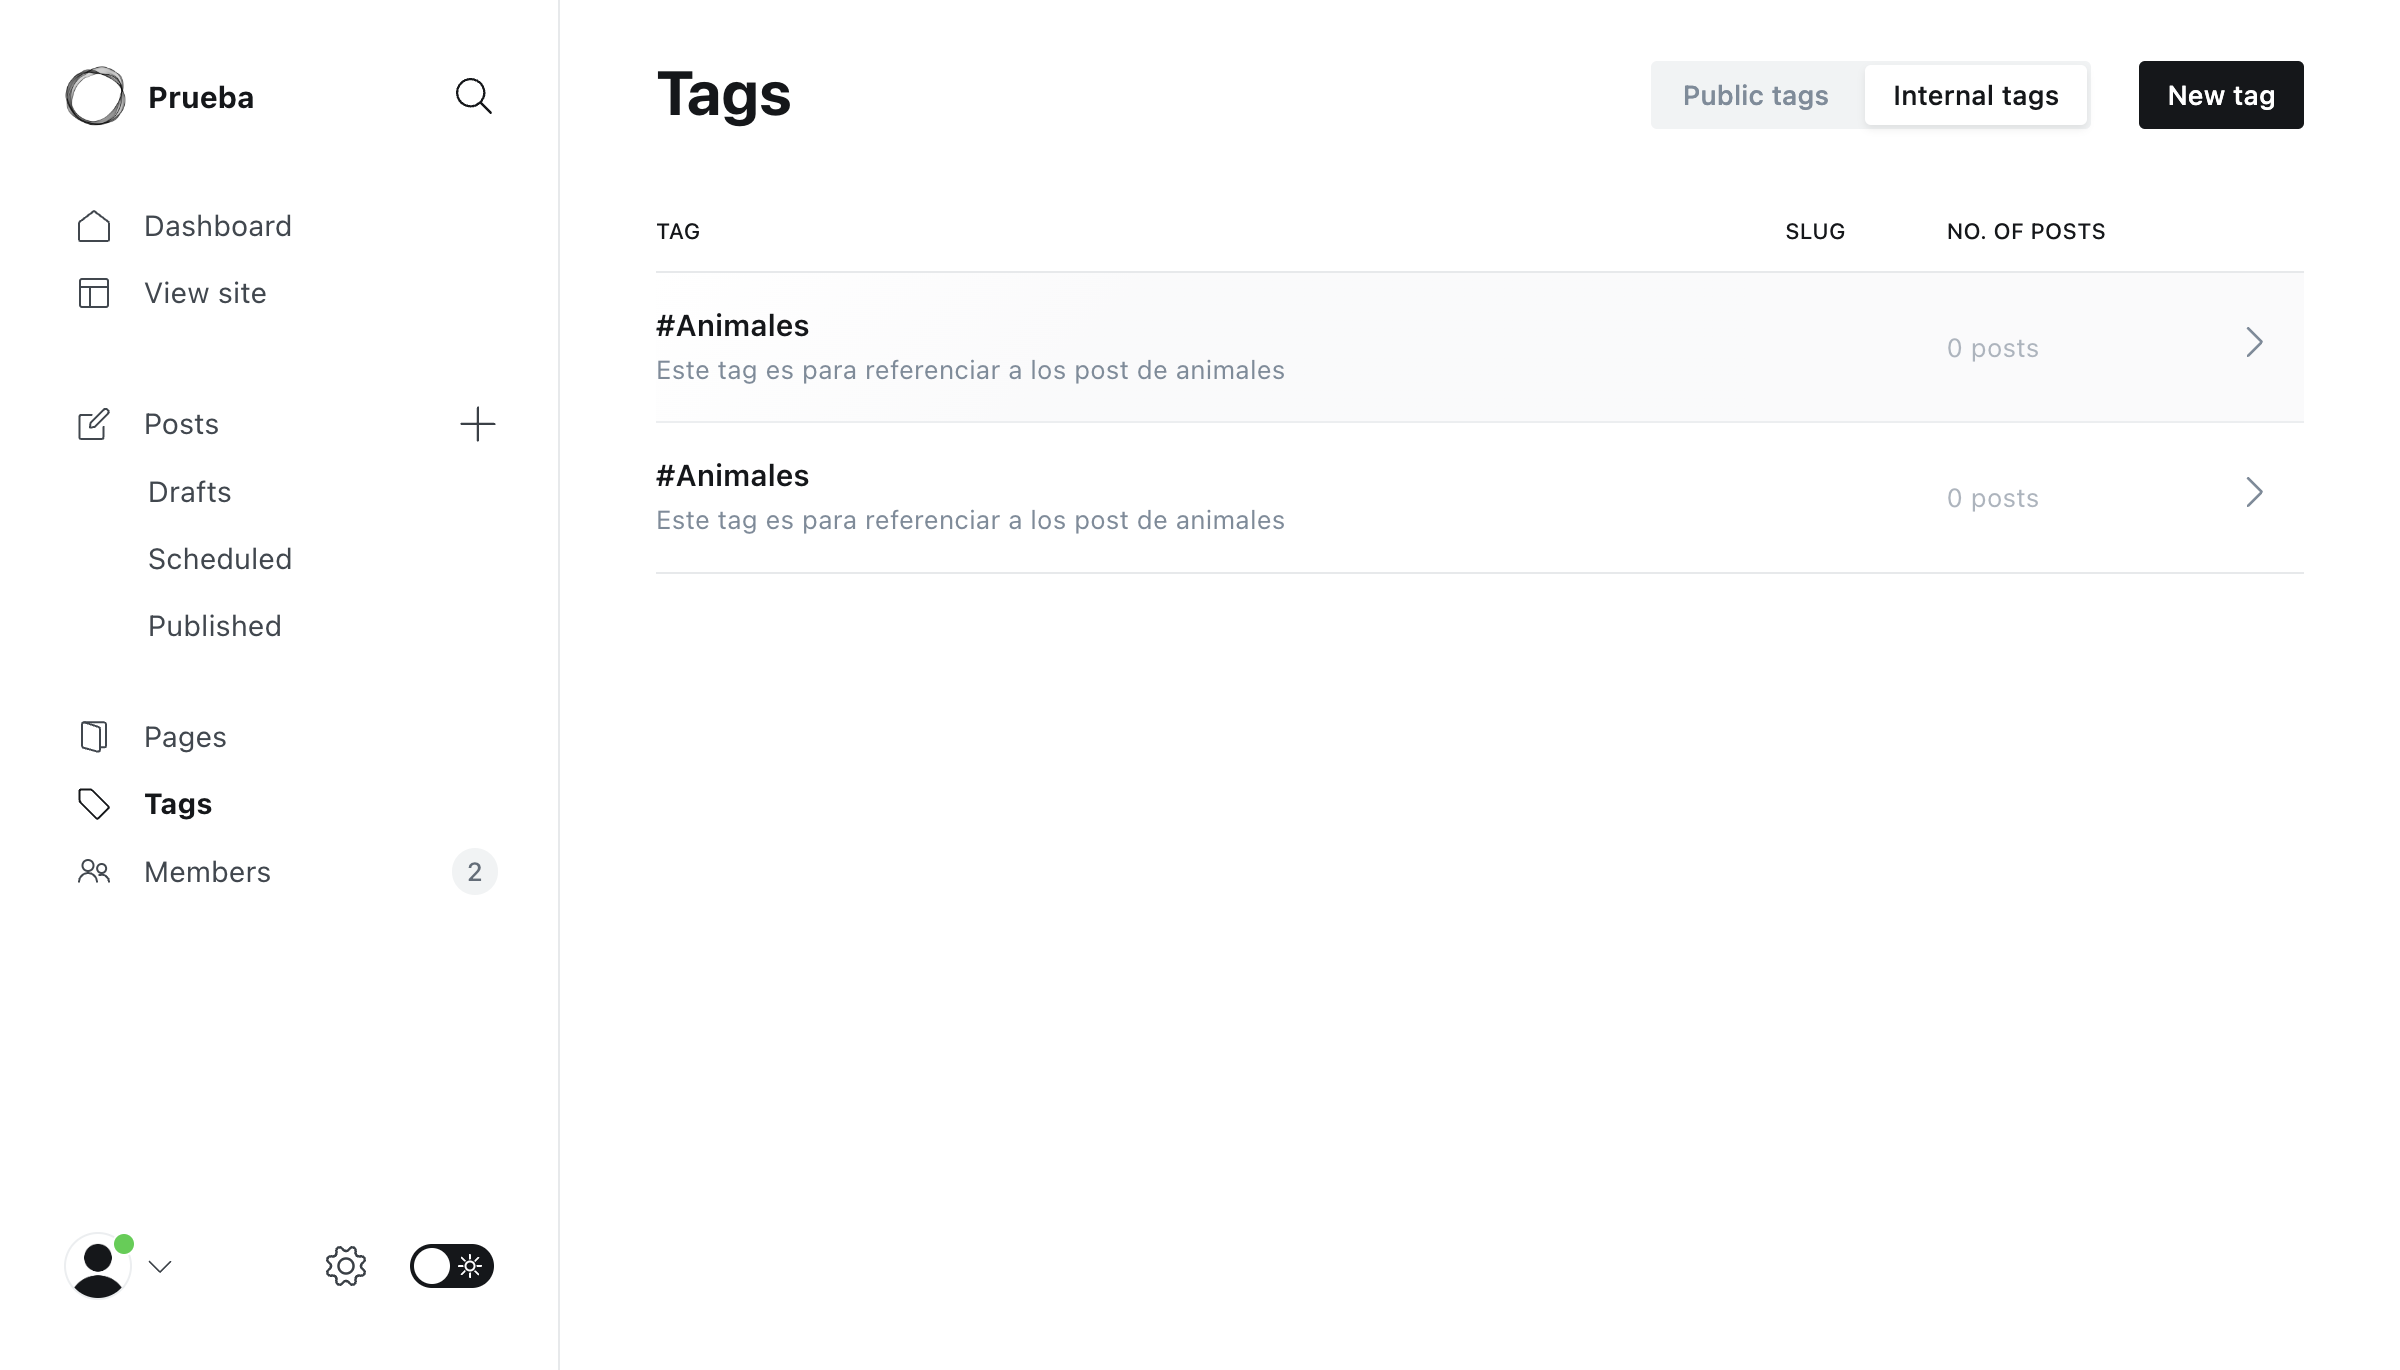 Prueba
Dashboard
View site
Posts
Drafts
Scheduled
Published
Pages
Tags
Members 2
Tags
Public tags Internal tags New tag
TAG SLUG NO. OF POSTS
#Animales
Este tag es para referenciar a los post de animales
0 posts
#Animales
Este tag es para referenciar a los post de animales
0 posts